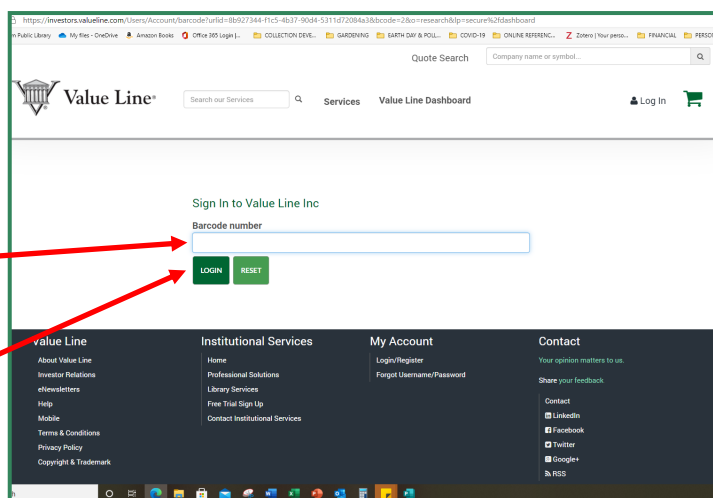 https://investors.valueline.com/Users/Account/barcode?urlid=8b927344-f1c5-4b37-90d4-5311d72084a3&bcode=2&o=research&lp=secure%2fdashboard
m Public Library My files - OneDrive Amazon Books Office 365 Login |... COLLECTION DEVE... GARDENING EARTH DAY & POLL... COVID-19 ONLINE REFERENC... Z Zotero | Your perso... FINANCIAL PERSO
Quote Search Company name or symbol...
Value Line® Search our Services Services Value Line Dashboard Log In
Sign In to Value Line Inc
Barcode number
LOGIN RESET
Value Line Institutional Services My Account Contact
About Value Line Home Login/Register Your opinion matters to us.
Investor Relations Professional Solutions Forgot Username/Password
Share your feedback
eNewsletters Library Services
Help Free Trial Sign Up
Contact
Mobile Contact Institutional Services
LinkedIn
Terms & Conditions
Facebook
Privacy Policy
Twitter
Copyright & Trademark
Google+
RSS
h